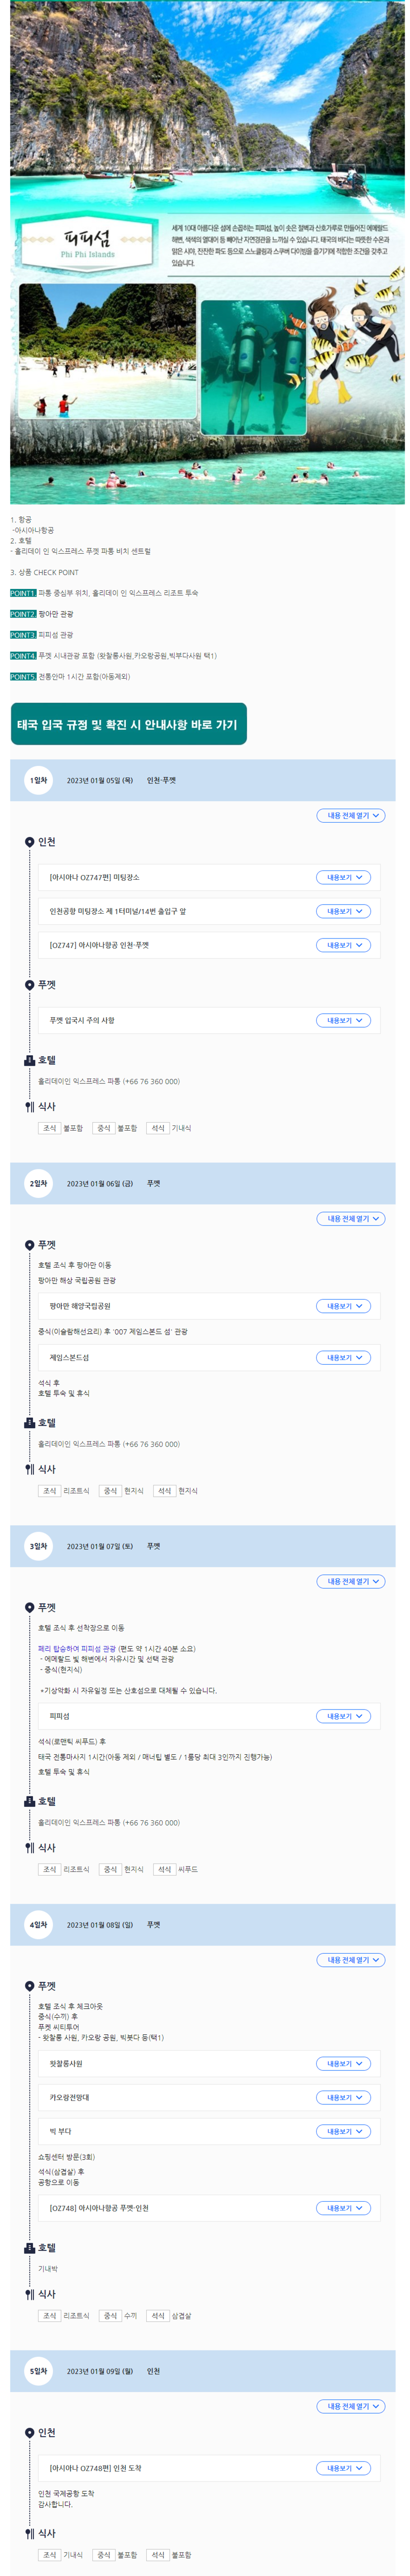 피피섬
Phi Phi Islands
세계 10대 아름다운 섬에 손꼽히는 피피섬, 높이 솟은 절벽과 산호가루로 만들어진 에메랄드
해변, 색색의 열대어 등 빼어난 자연경관을 느끼실 수 있습니다. 태국의 바다는 따뜻한 수온과
맑은 시야, 잔잔한 파도 등으로 스노쿨링과 스쿠버 다이빙을 즐기기에 적합한 조건을 갖추고
있습니다.
1. 항공
-아시아나항공
2. 호텔
- 홀리데이 인 익스프레스 푸껫 파통 비치 센트럴
3. 상품 CHECK POINT
POINT1. 파통 중심부 위치, 홀리데이 인 익스프레스 리조트 투숙
POINT2. 팡아만 관광
POINT3. 피피섬 관광
POINT4. 푸껫 시내관광 포함 (왓찰롱사원,카오랑공원,빅부다사원 택1)
POINT5. 전통안마 1시간 포함(아동제외)
태국 입국 규정 및 확진 시 안내사항 바로 가기
1일차 2023년 01월 05일 (목) 인천-푸껫
내용 전체 열기
인천
[아시아나 OZ747편] 미팅장소 내용보기
인천공항 미팅장소 제 1터미널/14번 출입구 앞 내용보기
[OZ747] 아시아나항공 인천-푸껫 내용보기
푸껫
푸껫 입국시 주의 사항 내용보기
호텔
홀리데이인 익스프레스 파통 (+66 76 360 000)
식사
조식 불포함 중식 불포함 석식 기내식
2일차 2023년 01월 06일 (금) 푸껫
내용 전체 열기
푸껫
호텔 조식 후 팡아만 이동
팡아만 해상 국립공원 관광
팡아만 해양국립공원 내용보기
중식(이슬람해선요리) 후 '007 제임스본드 섬' 관광
제임스본드섬 내용보기
석식 후
호텔 투숙 및 휴식
호텔
홀리데이인 익스프레스 파통 (+66 76 360 000)
식사
조식 리조트식 중식 현지식 석식 현지식
3일차 2023년 01월 07일 (토) 푸껫
내용 전체 열기
푸껫
호텔 조식 후 선착장으로 이동
페리 탑승하여 피피섬 관광 (편도 약 1시간 40분 소요)
- 에메랄드 빛 해변에서 자유시간 및 선택 관광
- 중식(현지식)
*기상악화 시 자유일정 또는 산호섬으로 대체될 수 있습니다.
피피섬 내용보기
석식(로맨틱 씨푸드) 후
태국 전통마사지 1시간(아동 제외 / 매너팁 별도 / 1룸당 최대 3인까지 진행가능)
호텔 투숙 및 휴식
호텔
홀리데이인 익스프레스 파통 (+66 76 360 000)
식사
조식 리조트식 중식 현지식 석식 씨푸드
4일차 2023년 01월 08일 (일) 푸껫
내용 전체 열기
푸껫
호텔 조식 후 체크아웃
중식(수끼) 후
푸켓 씨티투어
- 왓찰롱 사원, 카오랑 공원, 빅붓다 등(택1)
왓찰롱사원 내용보기
카오랑전망대 내용보기
빅 부다 내용보기
쇼핑센터 방문(3회)
석식(삼겹살) 후
공항으로 이동
[OZ748] 아시아나항공 푸껫-인천 내용보기
호텔
기내박
식사
조식 리조트식 중식 수끼 석식 삼겹살
5일차 2023년 01월 09일 (월) 인천
내용 전체 열기
인천
[아시아나 OZ748편] 인천 도착 내용보기
인천 국제공항 도착
감사합니다.
식사
조식 기내식 중식 불포함 석식 불포함